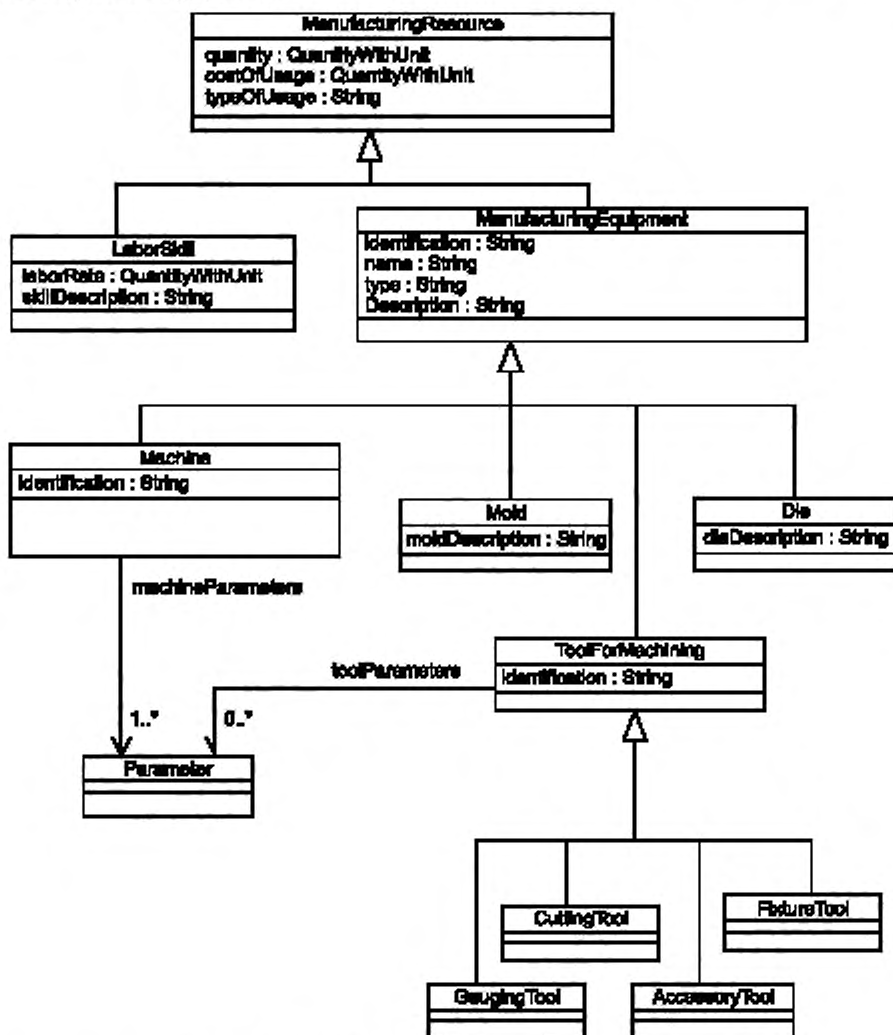 ManufacturingResource
quantity : QuantityWithUnit
costOfUsage : QuantityWithUnit
typeOfUsage : String
LaborSkill
laborRate : QuantityWithUnit
skillDescription : String
ManufacturingEquipment
identification : String
name : String
type : String
Description : String
Machine
identification : String
Mold
moldDescription : String
Die
dieDescription : String
machineParameters
ToolForMachining
identification : String
toolParameters
1..*
0..*
Parameter
CuttingTool
FixtureTool
GaugingTool
AccessoryTool